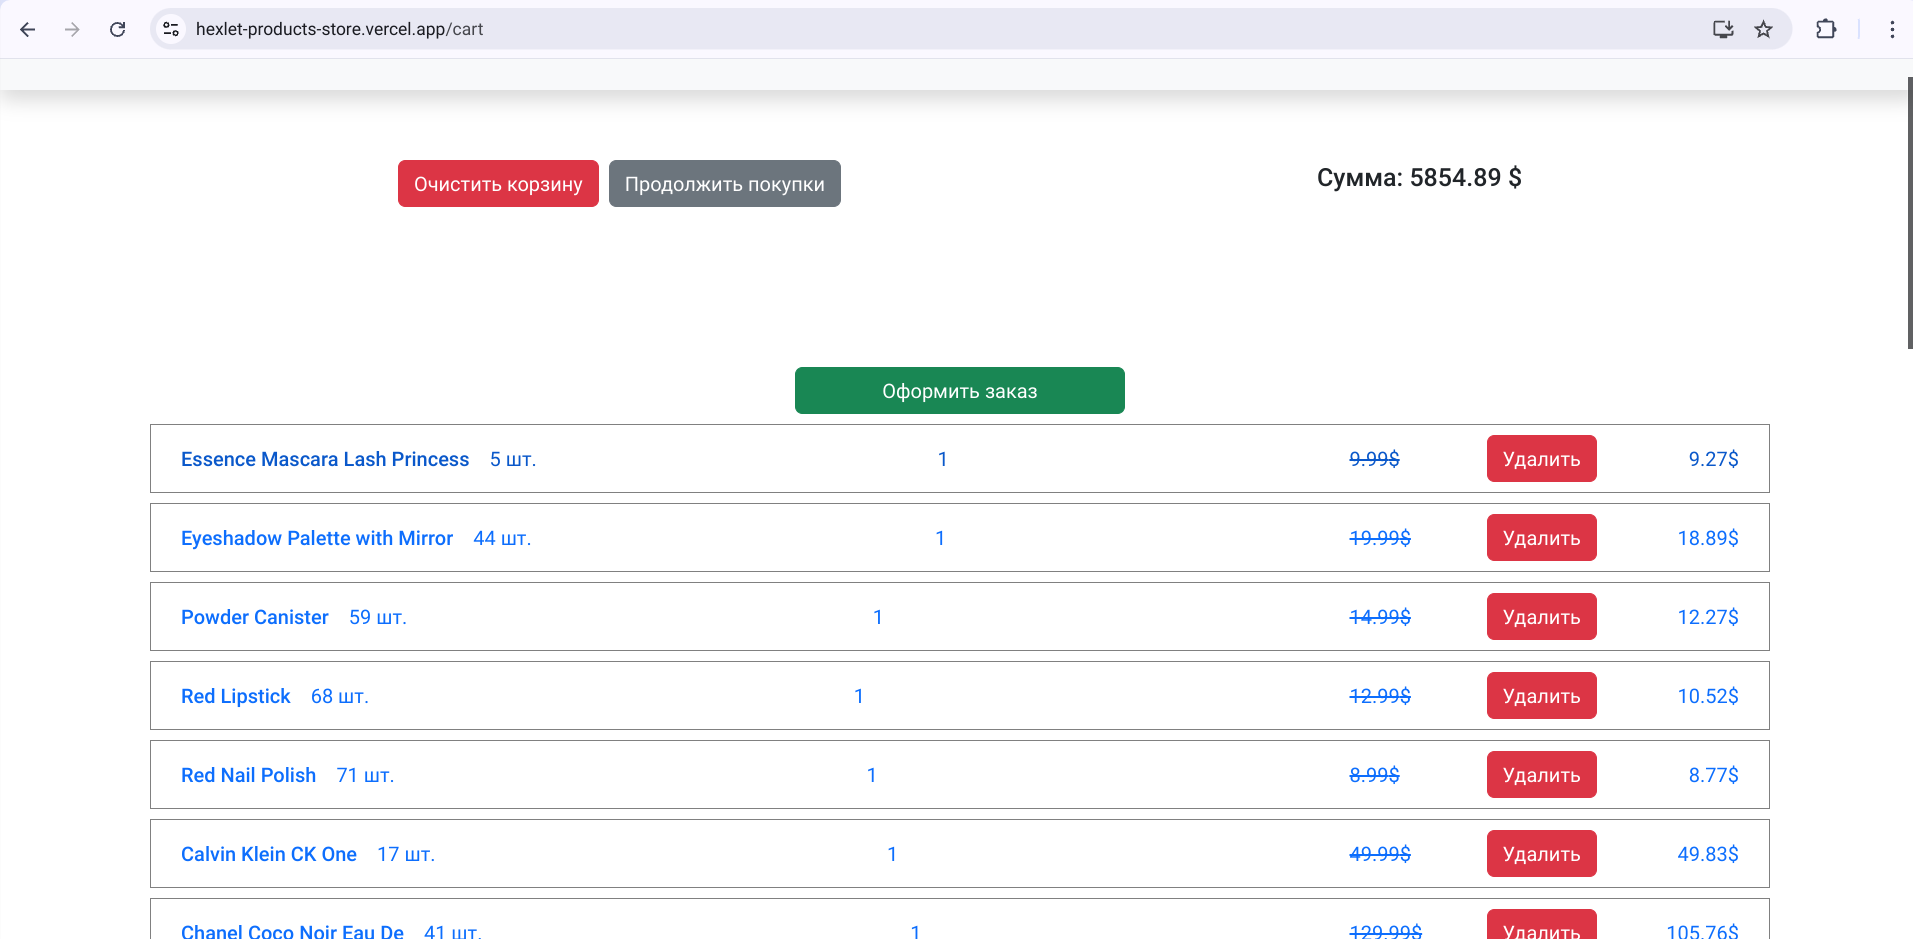 hexlet-products-store.vercel.app/cart
Очистить корзину Продолжить покупки Сумма: 5854.89 $
Оформить заказ
Essence Mascara Lash Princess 5 шт. 1 9.99$ Удалить 9.27$
Eyeshadow Palette with Mirror 44 шт. 1 19.99$ Удалить 18.89$
Powder Canister 59 шт. 1 14.99$ Удалить 12.27$
Red Lipstick 68 шт. 1 12.99$ Удалить 10.52$
Red Nail Polish 71 шт. 1 8.99$ Удалить 8.77$
Calvin Klein CK One 17 шт. 1 49.99$ Удалить 49.83$
Chanel Coco Noir Eau De 41 шт. 1 129.99$ Удалить 105.76$